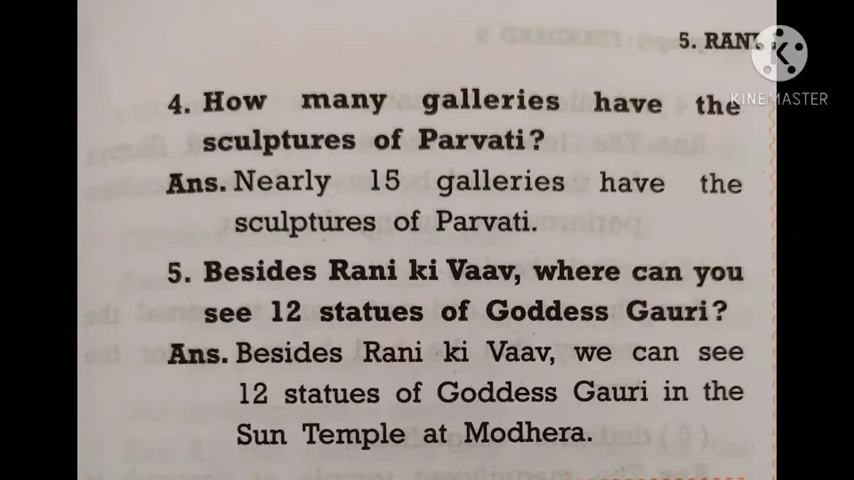 5. RANI
KINEMASTER
4. How many galleries have the
sculptures of Parvati?
Ans. Nearly 15 galleries have the
sculptures of Parvati.
5. Besides Rani ki Vaav, where can you
see 12 statues of Goddess Gauri?
Ans. Besides Rani ki Vaav, we can see
12 statues of Goddess Gauri in the
Sun Temple at Modhera.